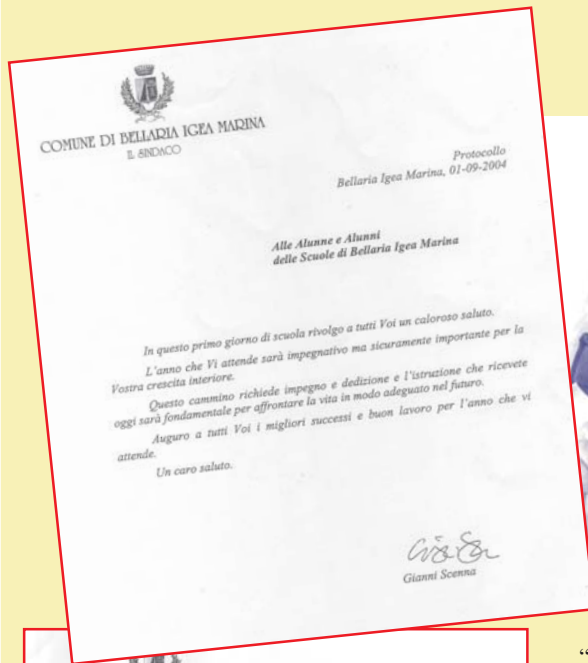 COMUNE DI BELLARIA IGEA MARINA
IL SINDACO
Protocollo
Bellaria Igea Marina, 01-09-2004
Alle Alunne e Alunni
delle Scuole di Bellaria Igea Marina
In questo primo giorno di scuola rivolgo a tutti Voi un caloroso saluto.
L'anno che Vi attende sarà impegnativo ma sicuramente importante per la
Vostra crescita interiore.
Questo cammino richiede impegno e dedizione e l'istruzione che ricevete
oggi sarà fondamentale per affrontare la vita in modo adeguato nel futuro.
Auguro a tutti Voi i migliori successi e buon lavoro per l'anno che vi
attende.
Un caro saluto.
Gianni Scenna
“